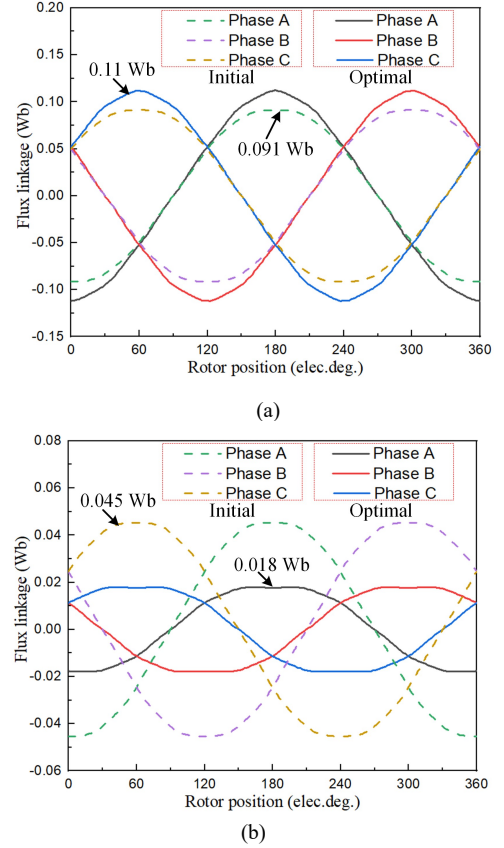 0.20
0.15
0.10
0.05
0.00
-0.05
-0.10
-0.15
Flux linkage (Wb)
Phase A Phase A
Phase B Phase B
Phase C Phase C
Initial Optimal
0.11 Wb
0.091 Wb
0 60 120 180 240 300 360
Rotor position (elec.deg.)
(a)
0.08
0.06
0.04
0.02
0.00
-0.02
-0.04
-0.06
Flux linkage (Wb)
Phase A Phase A
Phase B Phase B
Phase C Phase C
Initial Optimal
0.045 Wb
0.018 Wb
0 60 120 180 240 300 360
Rotor position (elec.deg.)
(b)